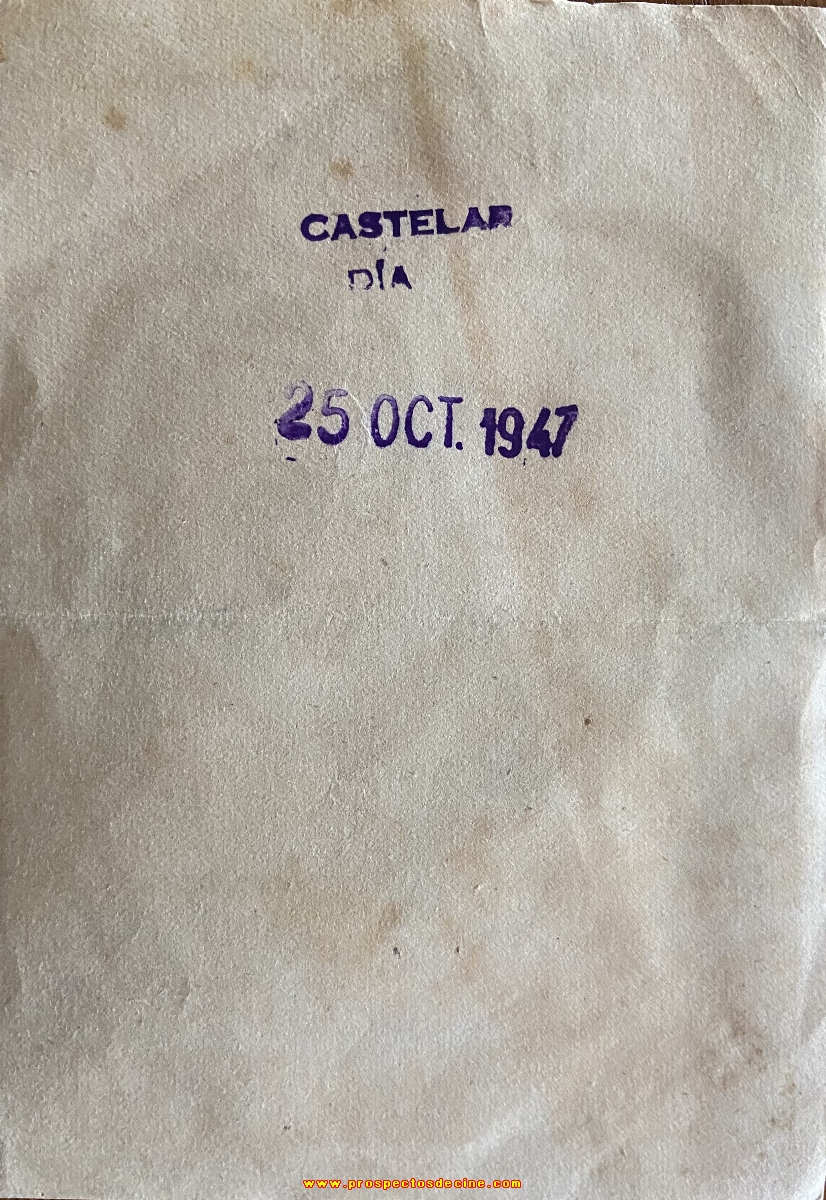 CASTELAR
DÍA
25 OCT. 1947
www.prospectosdecine.com